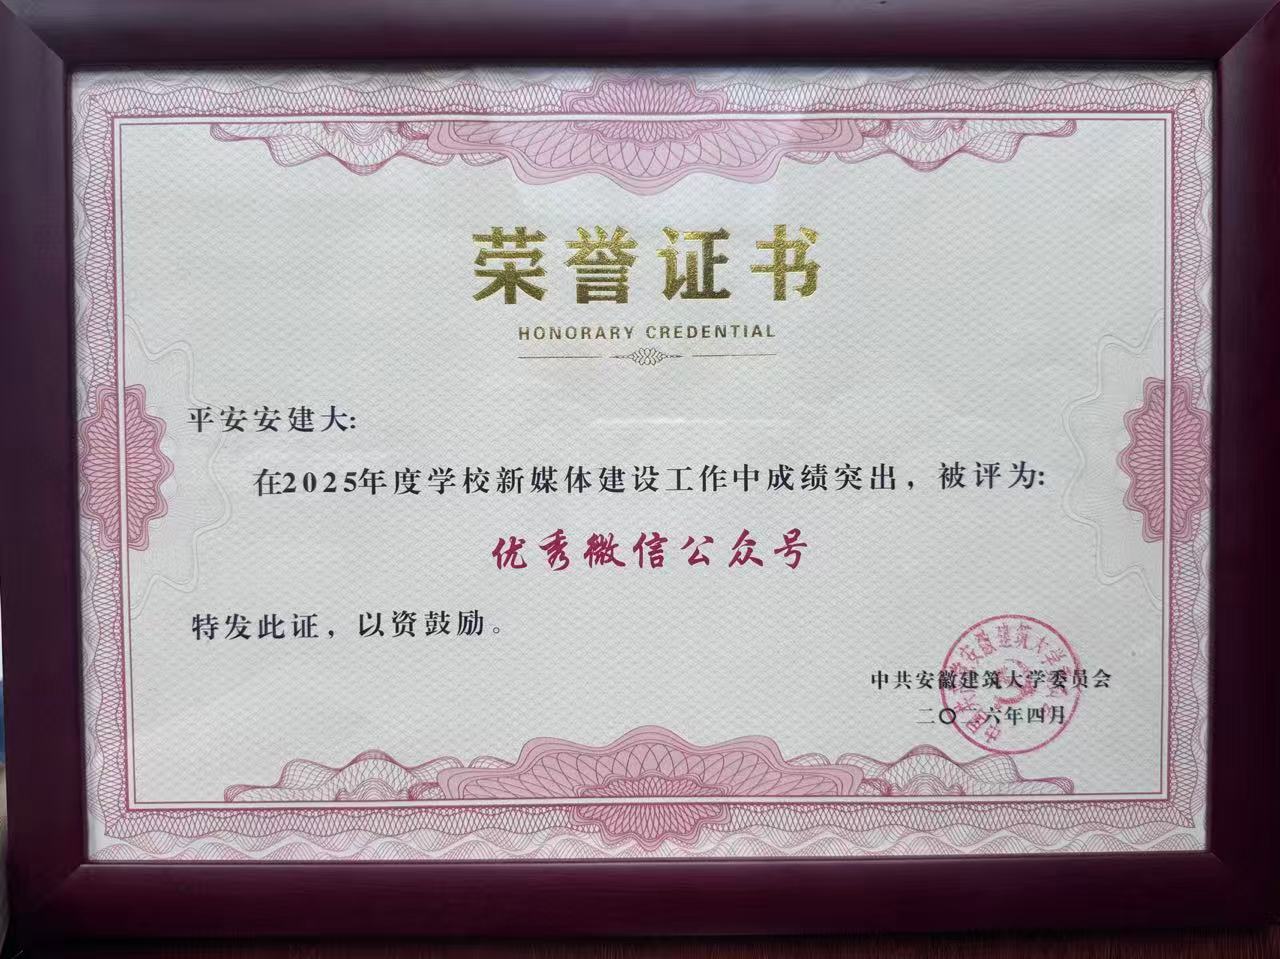 荣誉证书
HONORARY CREDENTIAL
平安安建大:
在2025年度学校新媒体建设工作中成绩突出，被评为:
优秀微信公众号
特发此证，以资鼓励。
中共安徽建筑大学委员会
二〇二六年四月